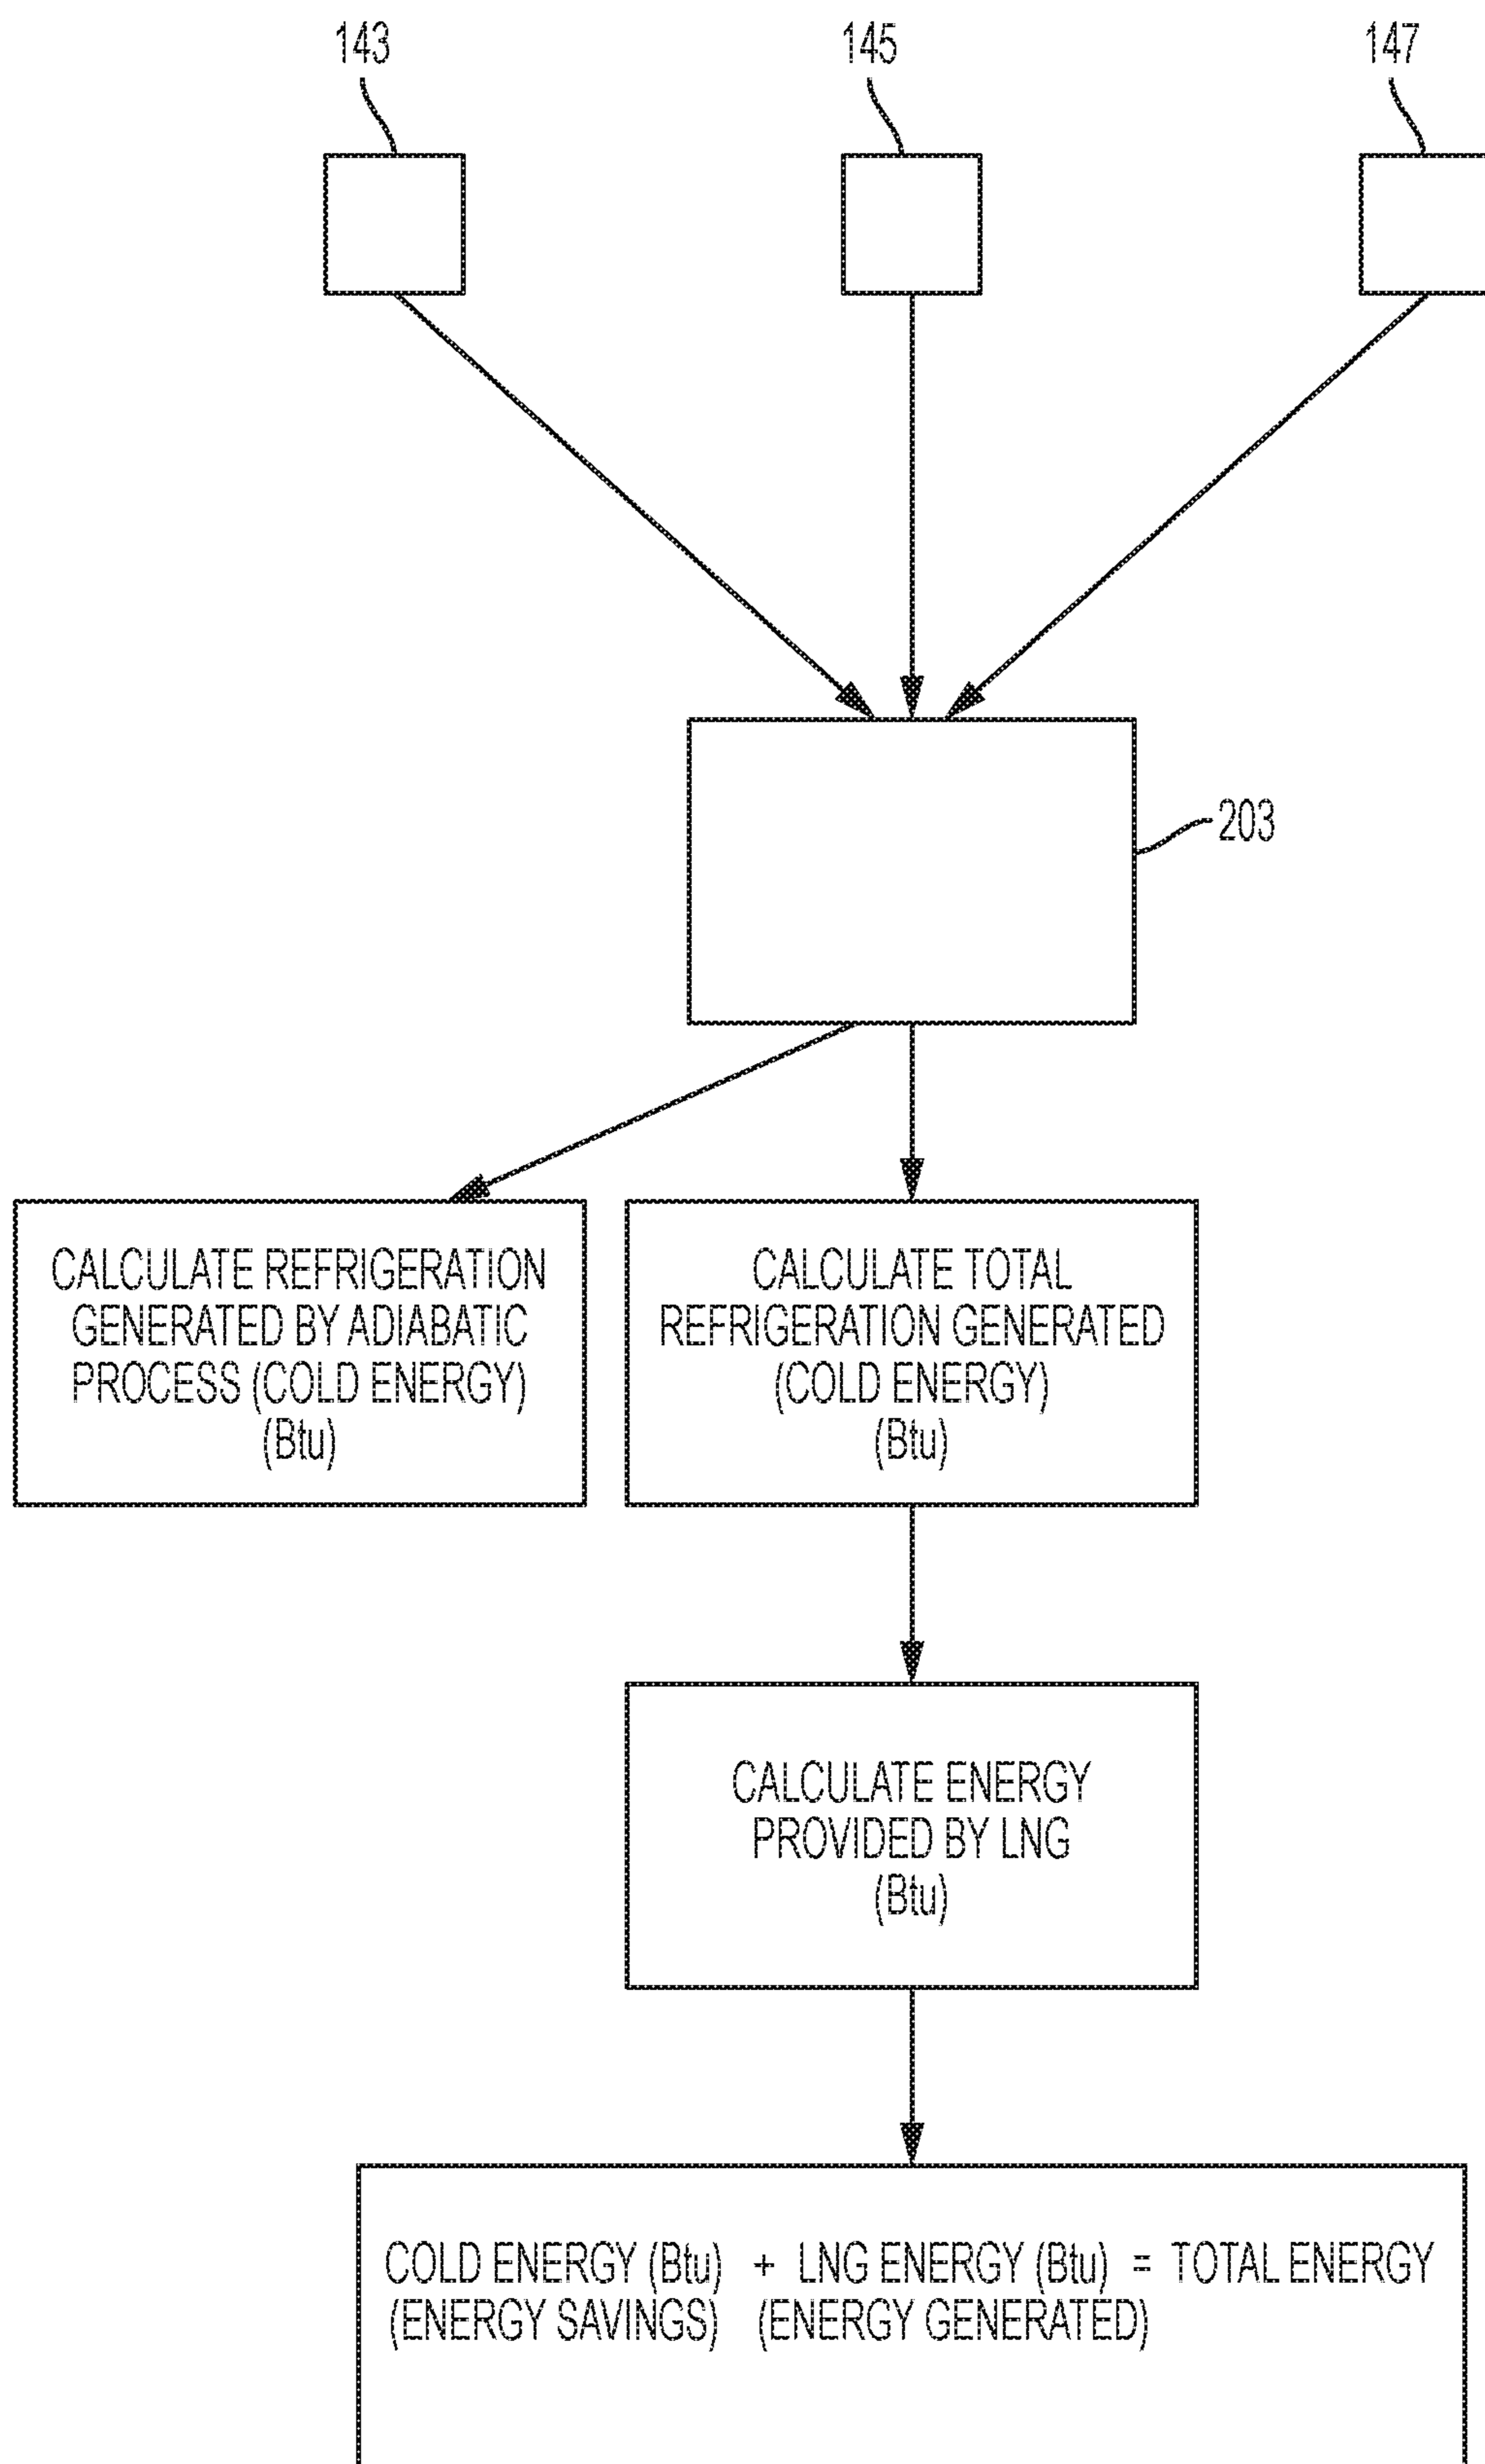 143
145
147
203
CALCULATE REFRIGERATION
GENERATED BY ADIABATIC
PROCESS (COLD ENERGY)
(Btu)
CALCULATE TOTAL
REFRIGERATION GENERATED
(COLD ENERGY)
(Btu)
CALCULATE ENERGY
PROVIDED BY LNG
(Btu)
COLD ENERGY (Btu) + LNG ENERGY (Btu) = TOTAL ENERGY
(ENERGY SAVINGS) (ENERGY GENERATED)